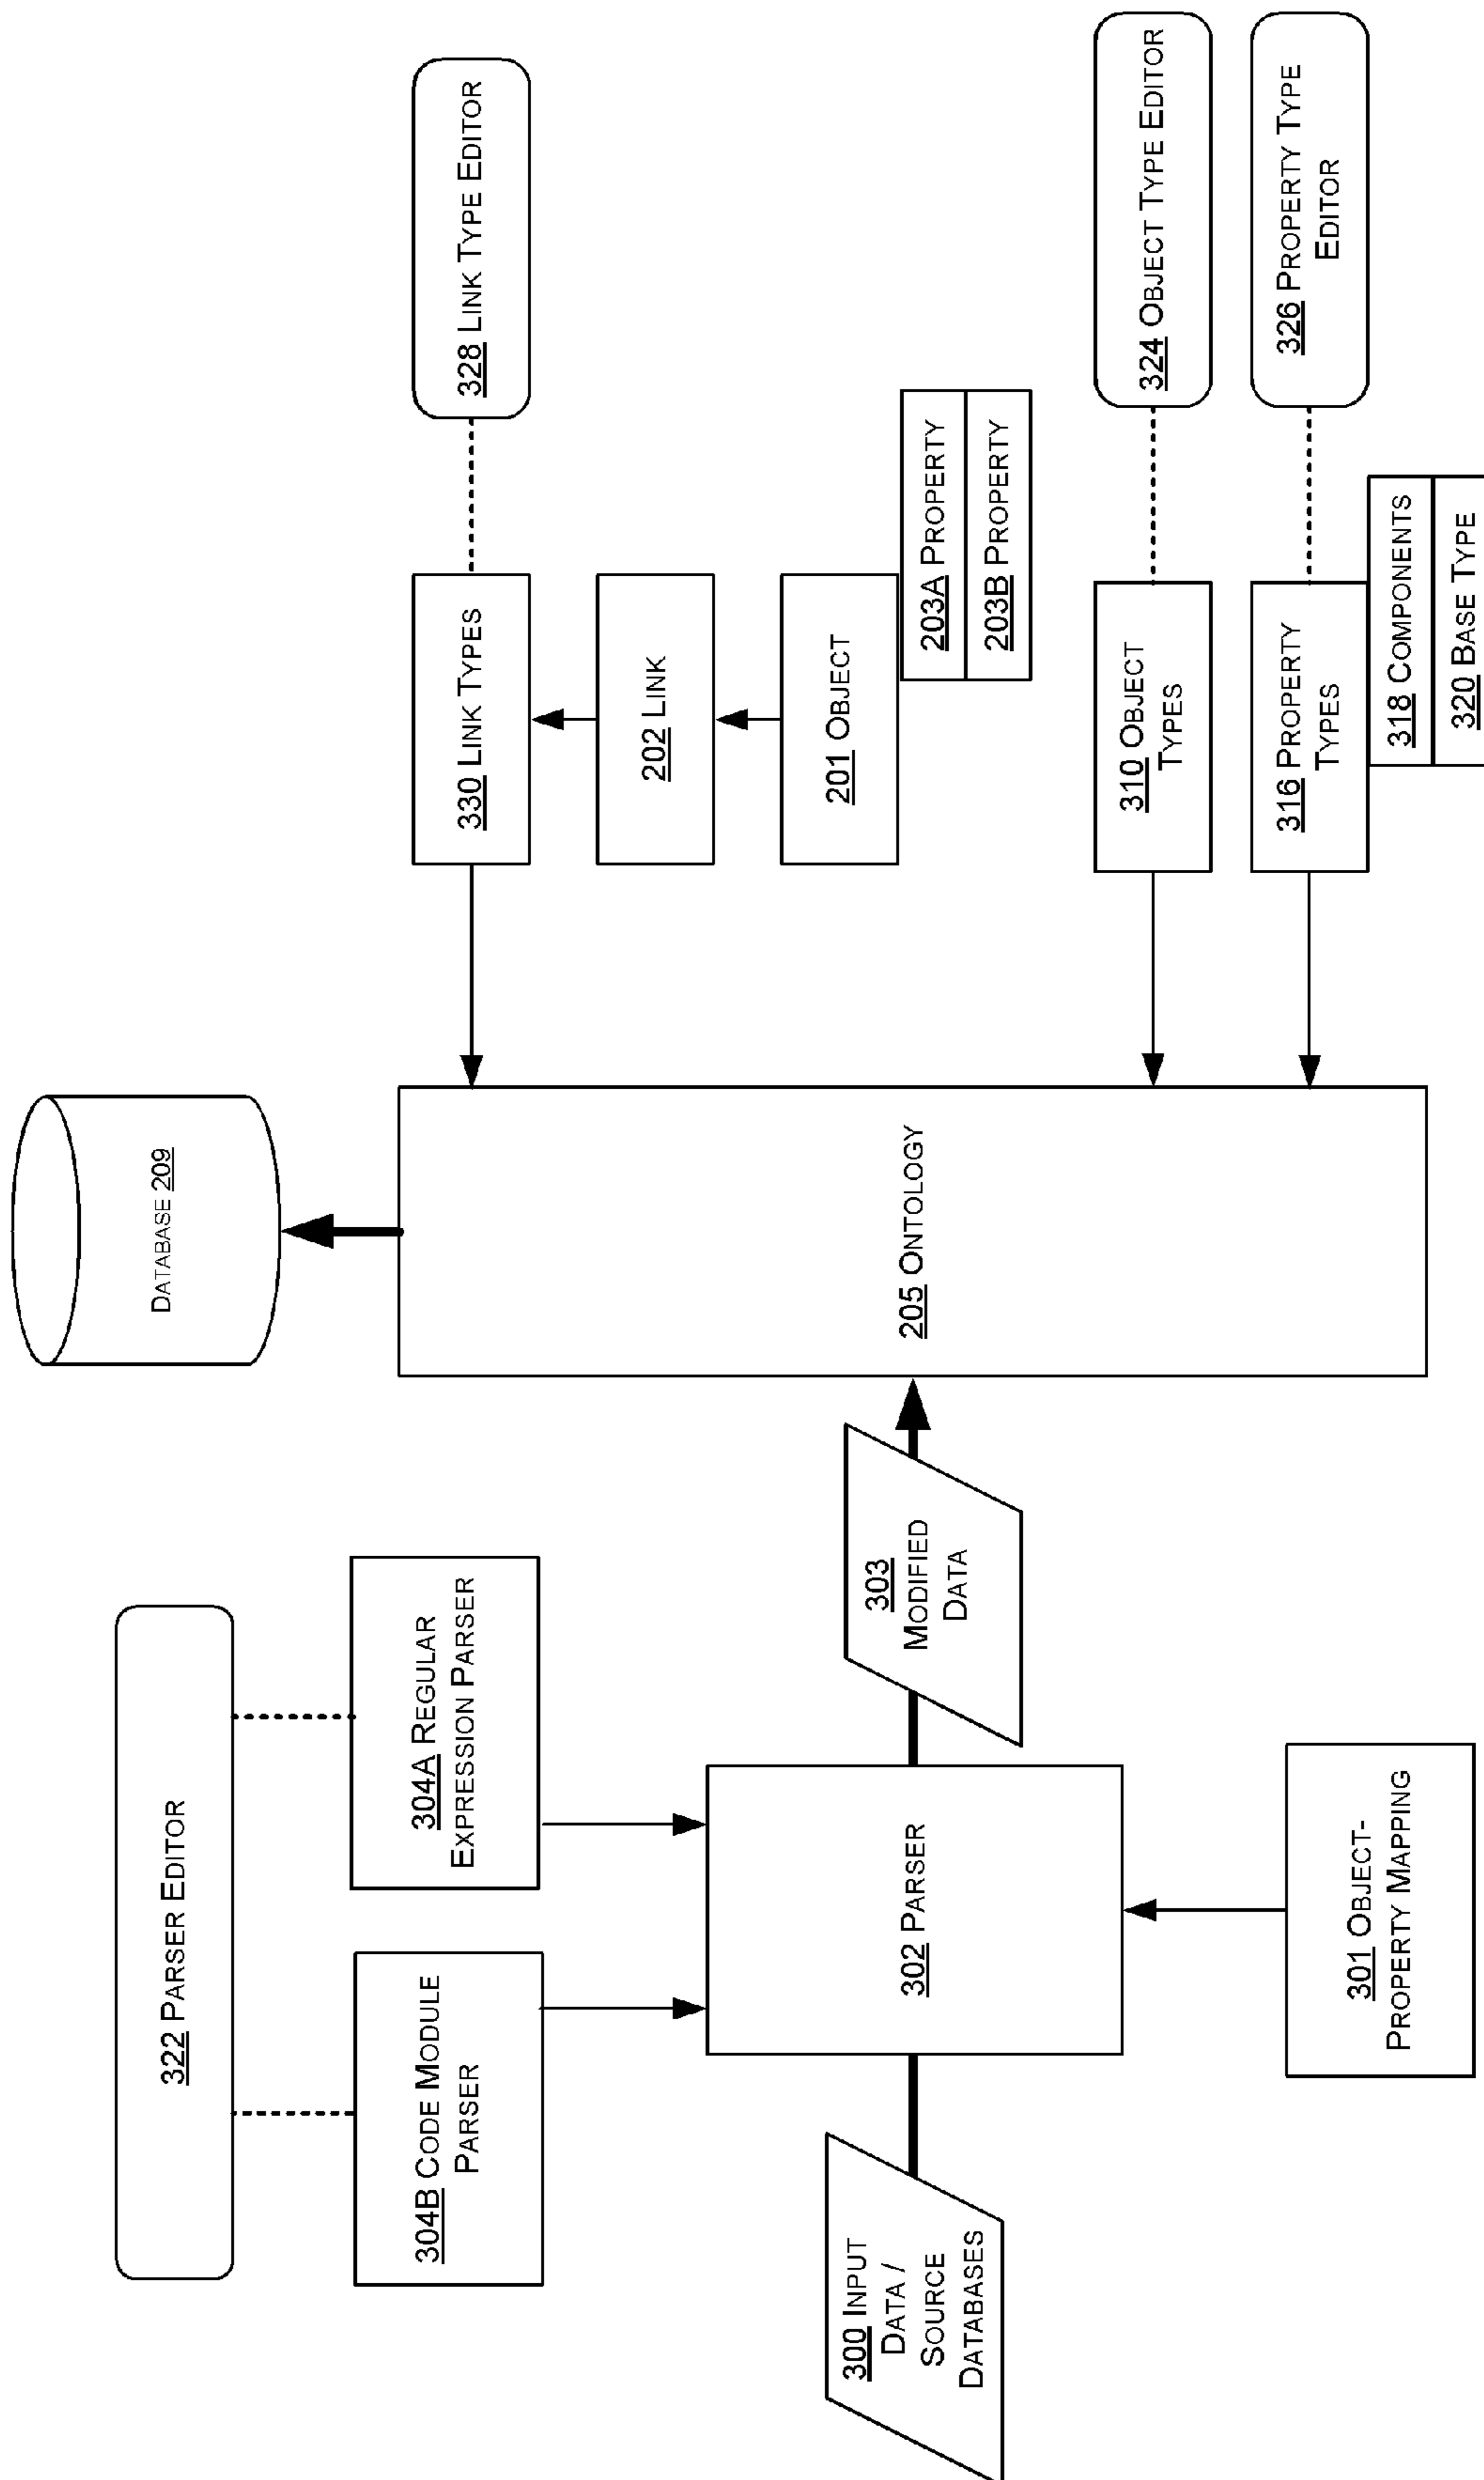 322 PARSER EDITOR
304B CODE MODULE
PARSER
304A REGULAR
EXPRESSION PARSER
DATABASE 209
300 INPUT
DATA /
SOURCE
DATABASES
302 PARSER
303
MODIFIED
DATA
301 OBJECT-
PROPERTY MAPPING
205 ONTOLOGY
330 LINK TYPES
328 LINK TYPE EDITOR
202 LINK
201 OBJECT
203A PROPERTY
203B PROPERTY
310 OBJECT
TYPES
324 OBJECT TYPE EDITOR
316 PROPERTY
TYPES
326 PROPERTY TYPE
EDITOR
318 COMPONENTS
320 BASE TYPE